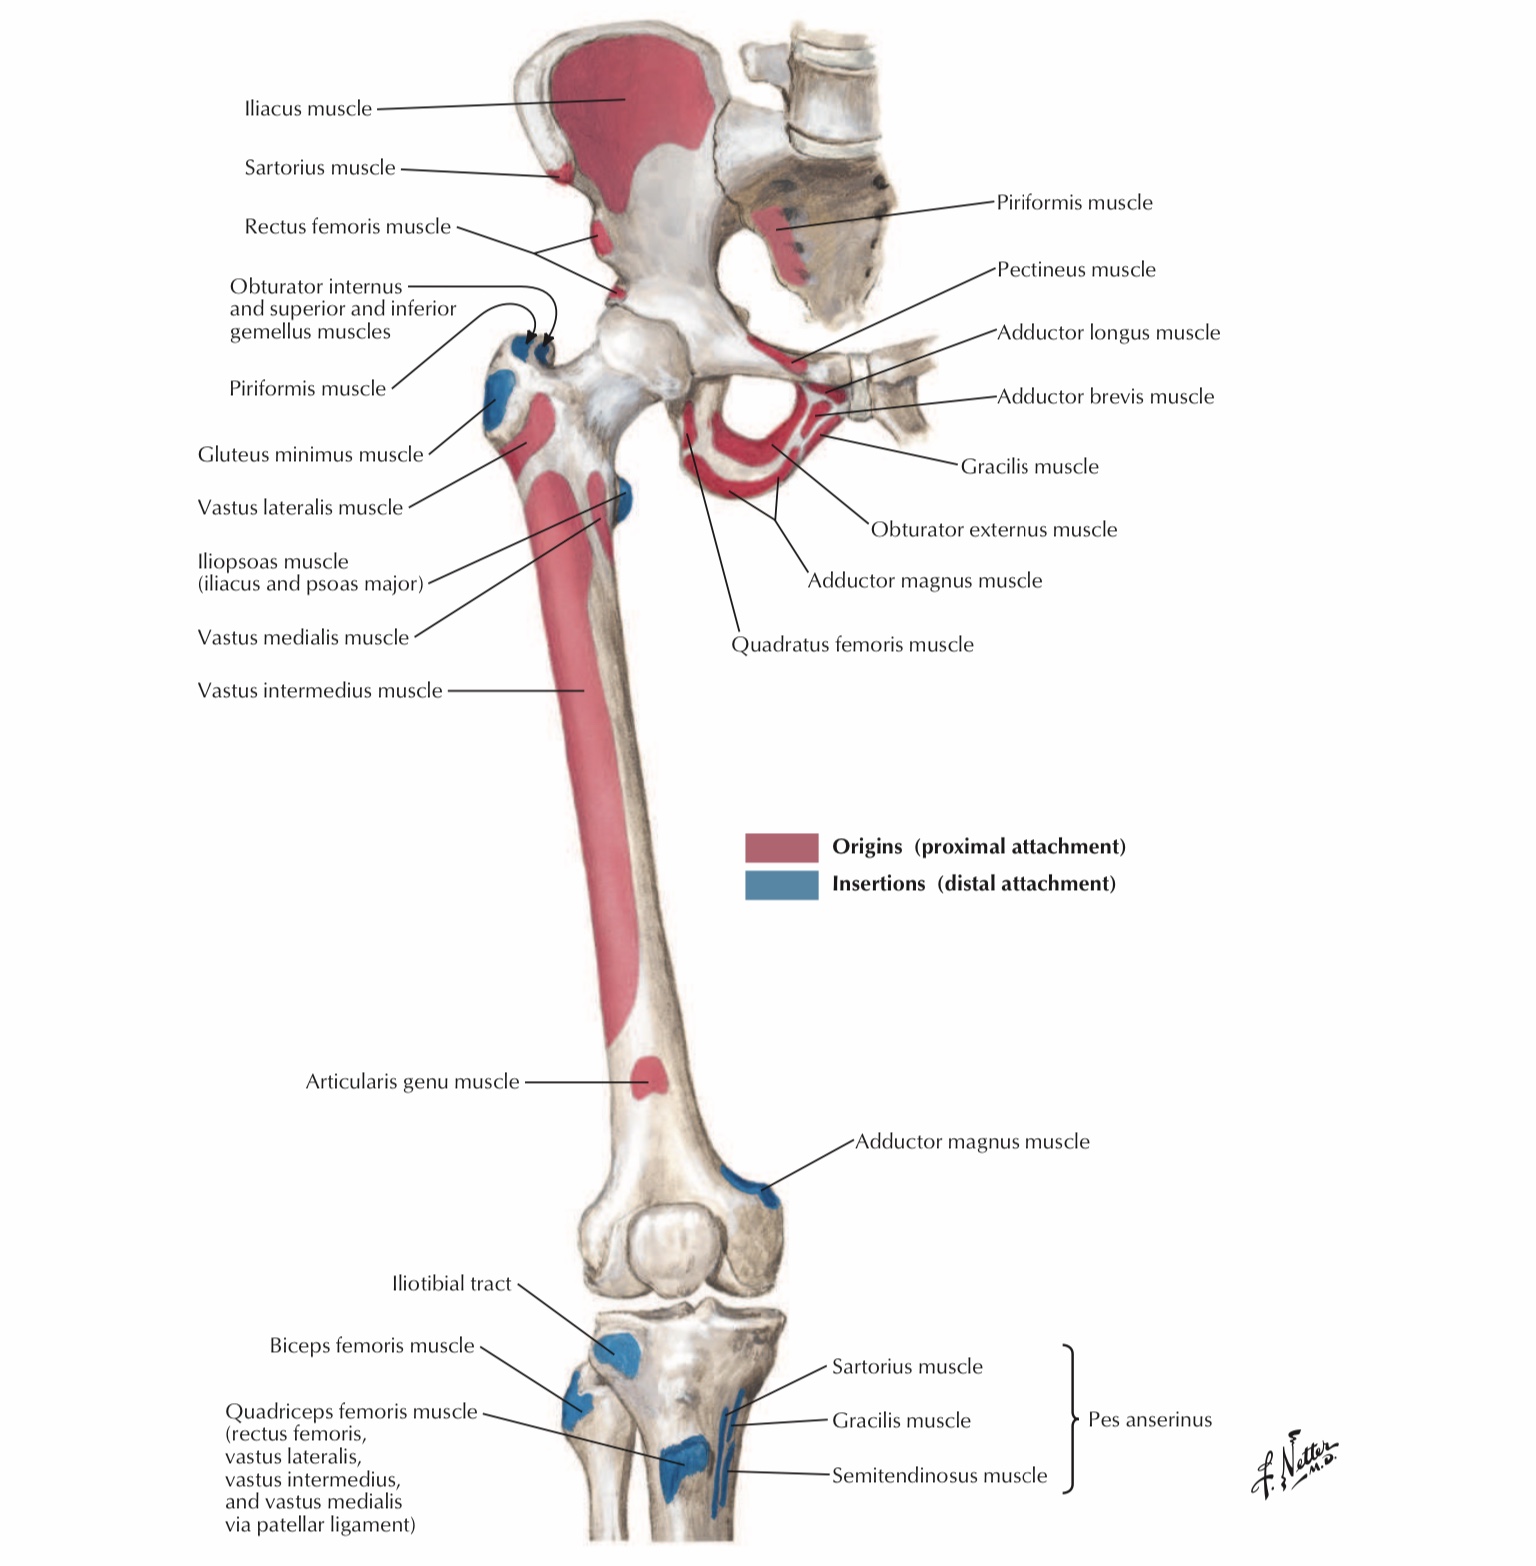 Iliacus muscle
Sartorius muscle
Rectus femoris muscle
Obturator internus
and superior and inferior
gemellus muscles
Piriformis muscle
Gluteus minimus muscle
Vastus lateralis muscle
Iliopsoas muscle
(iliacus and psoas major)
Vastus medialis muscle
Vastus intermedius muscle
Piriformis muscle
Pectineus muscle
Adductor longus muscle
Adductor brevis muscle
Gracilis muscle
Obturator externus muscle
Adductor magnus muscle
Quadratus femoris muscle
Origins (proximal attachment)
Insertions (distal attachment)
Articularis genu muscle
Adductor magnus muscle
Iliotibial tract
Biceps femoris muscle
Quadriceps femoris muscle
(rectus femoris,
vastus lateralis,
vastus intermedius,
and vastus medialis
via patellar ligament)
Sartorius muscle
Gracilis muscle
Semitendinosus muscle
Pes anserinus
F. Netter
M.D.